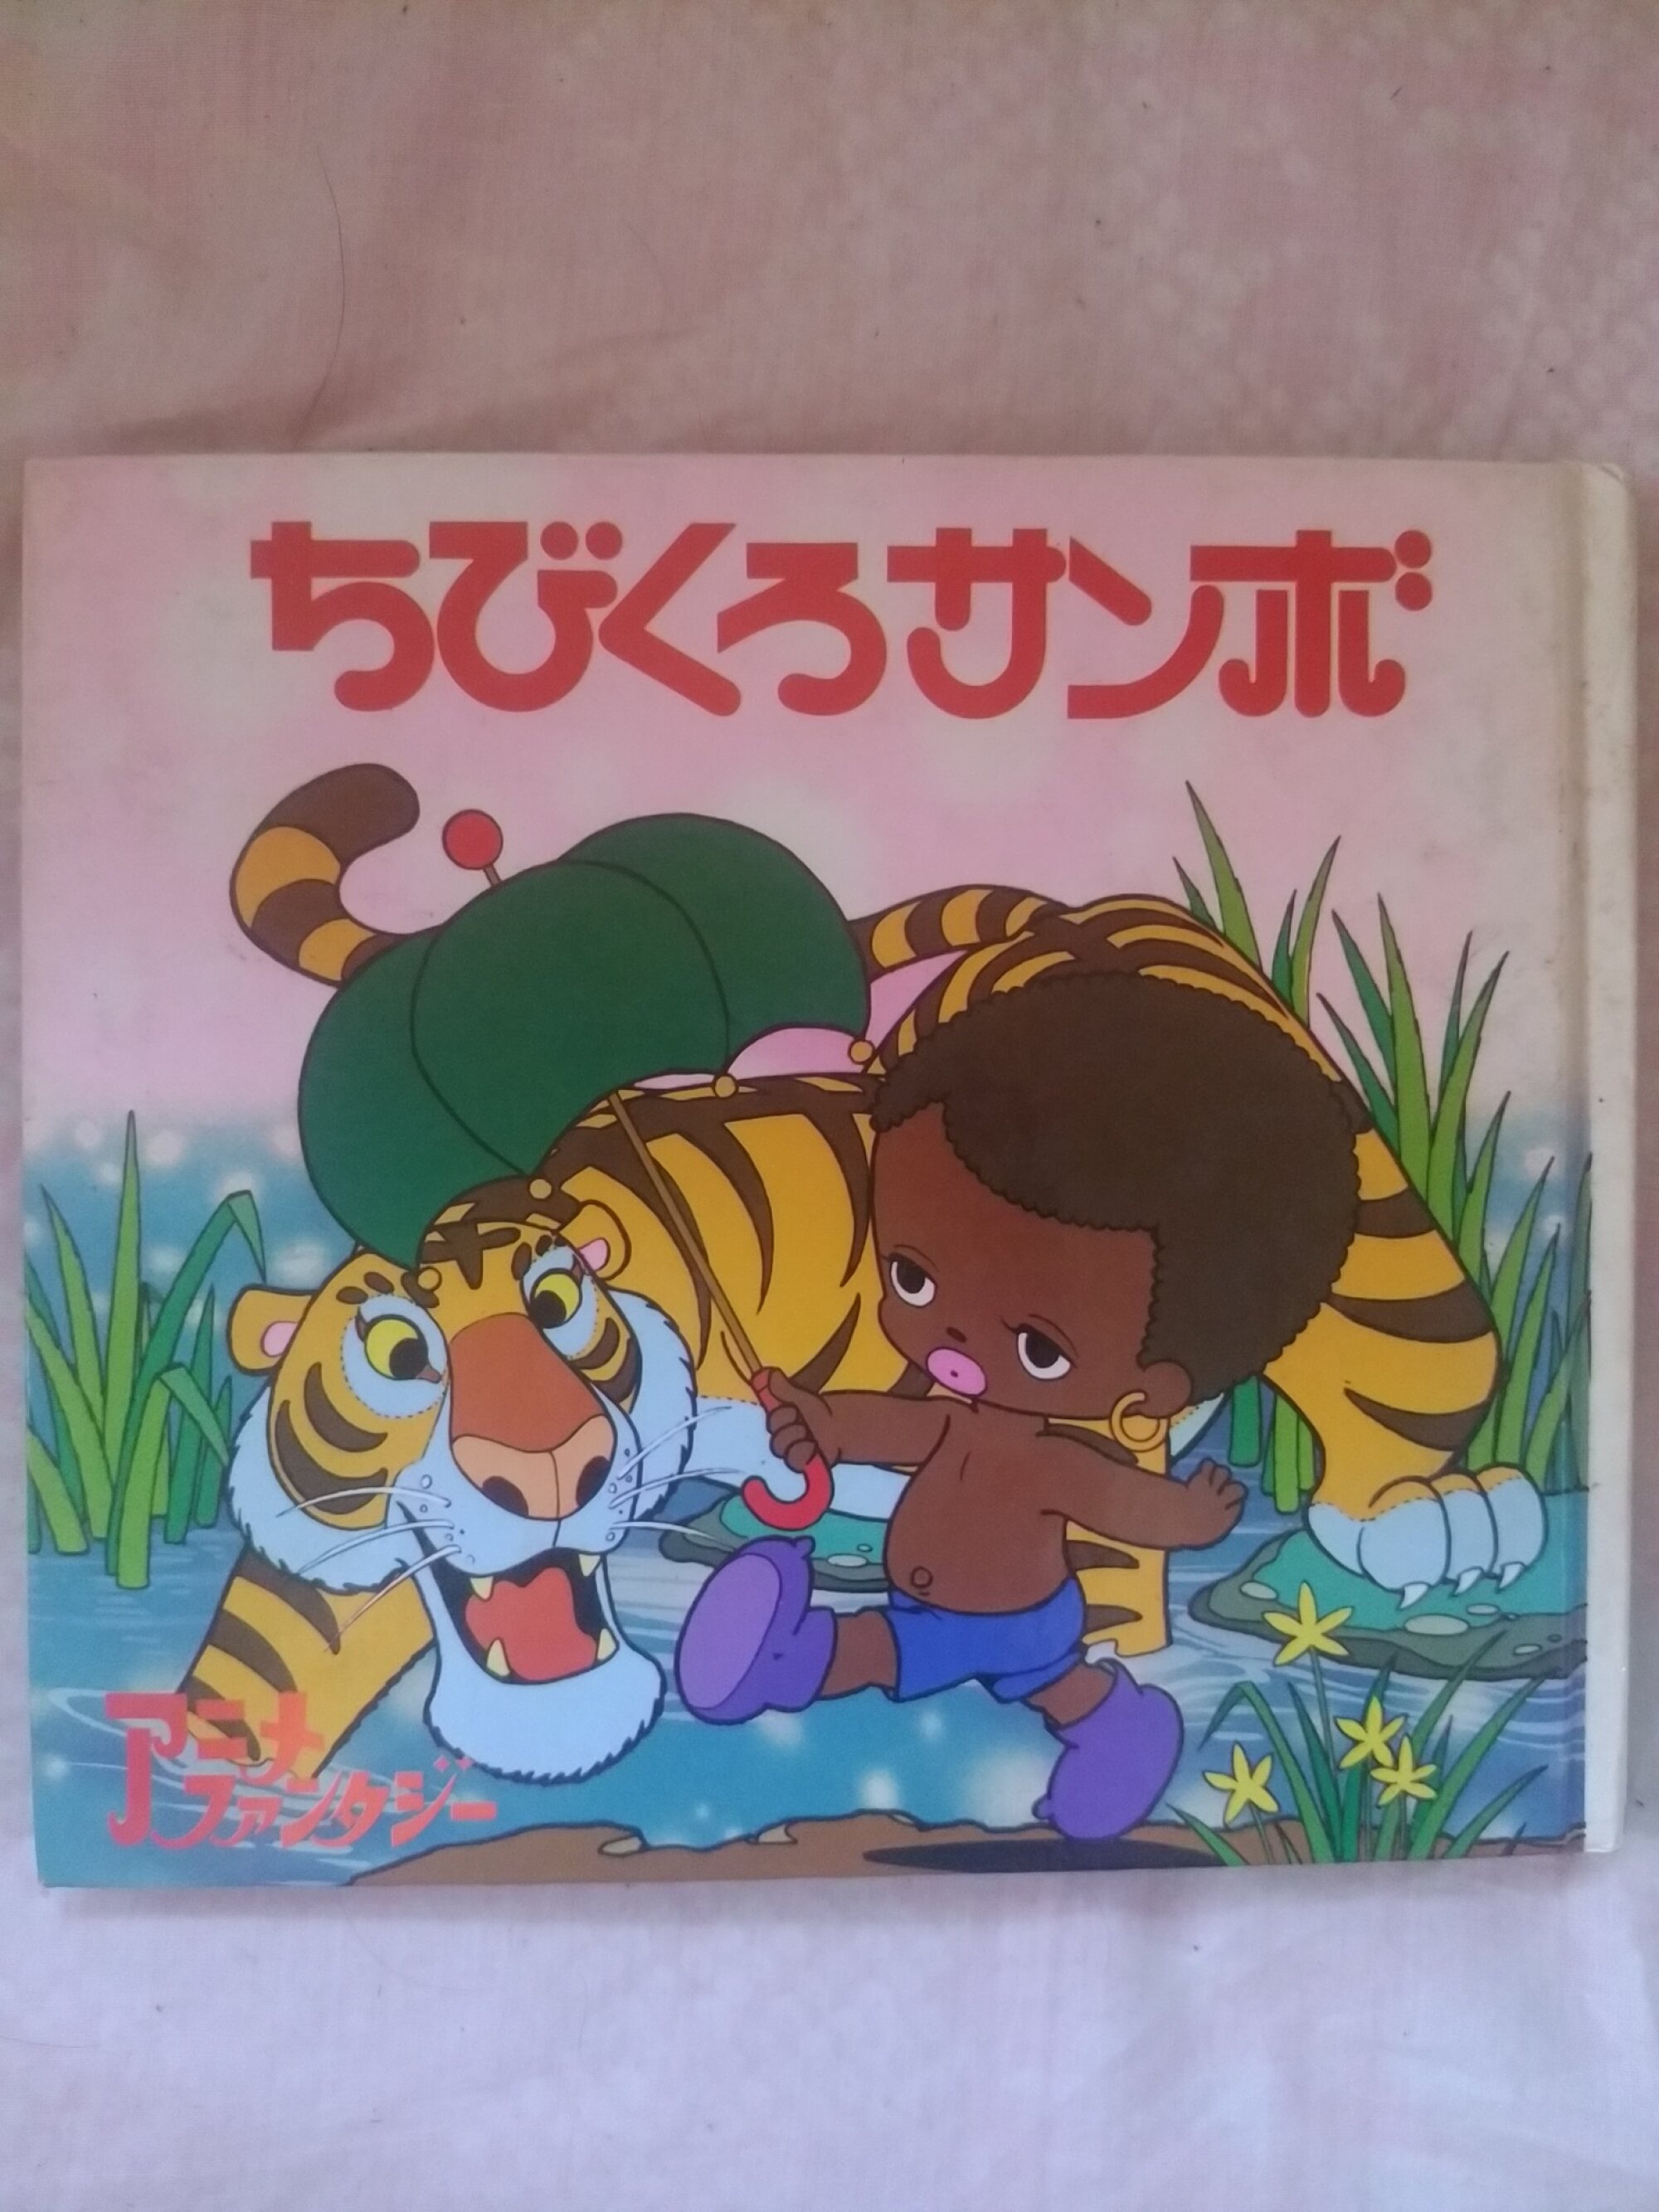 ちびくろサンボ
アニメ
ファンタジー